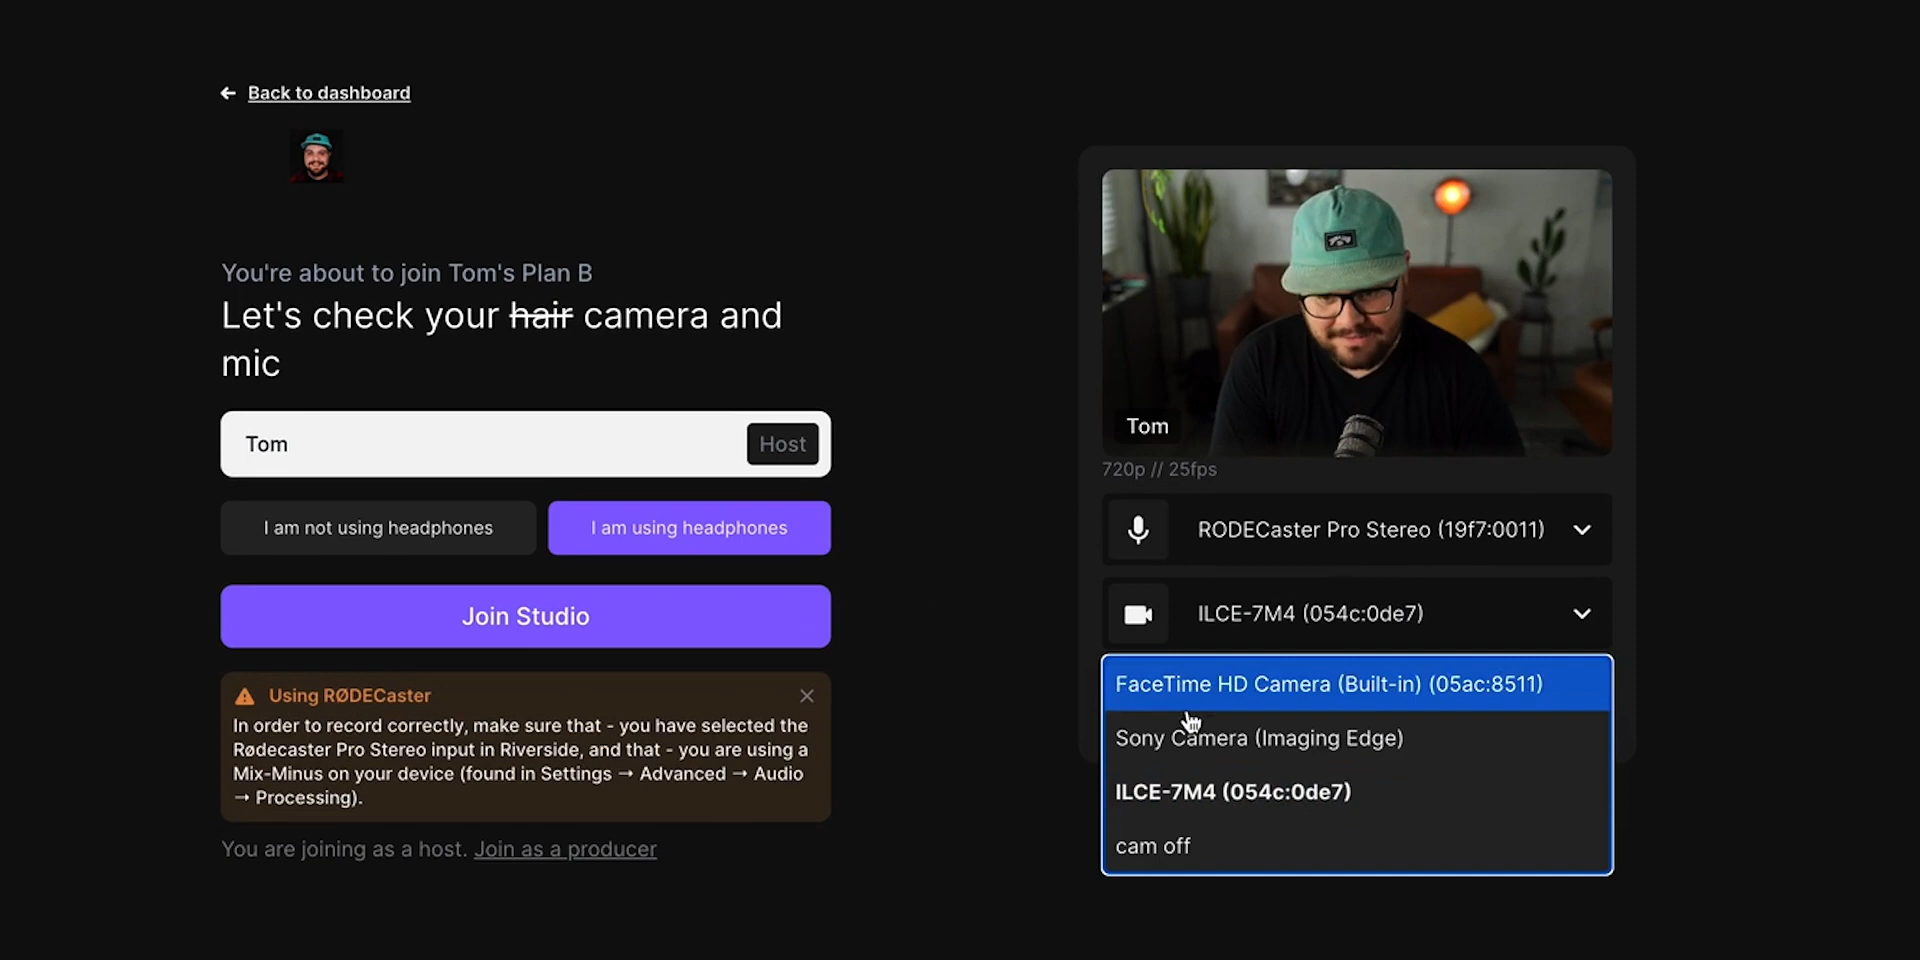 Back to dashboard
You're about to join Tom's Plan B
Let's check your hair camera and
mic
Tom
Host
I am not using headphones
I am using headphones
Join Studio
Using RØDECaster
In order to record correctly, make sure that - you have selected the
Rødecaster Pro Stereo input in Riverside, and that - you are using a
Mix-Minus on your device (found in Settings → Advanced → Audio
→ Processing).
You are joining as a host. Join as a producer
Tom
720p // 25fps
RODECaster Pro Stereo (19f7:0011)
ILCE-7M4 (054c:0de7)
FaceTime HD Camera (Built-in) (05ac:8511)
Sony Camera (Imaging Edge)
ILCE-7M4 (054c:0de7)
cam off